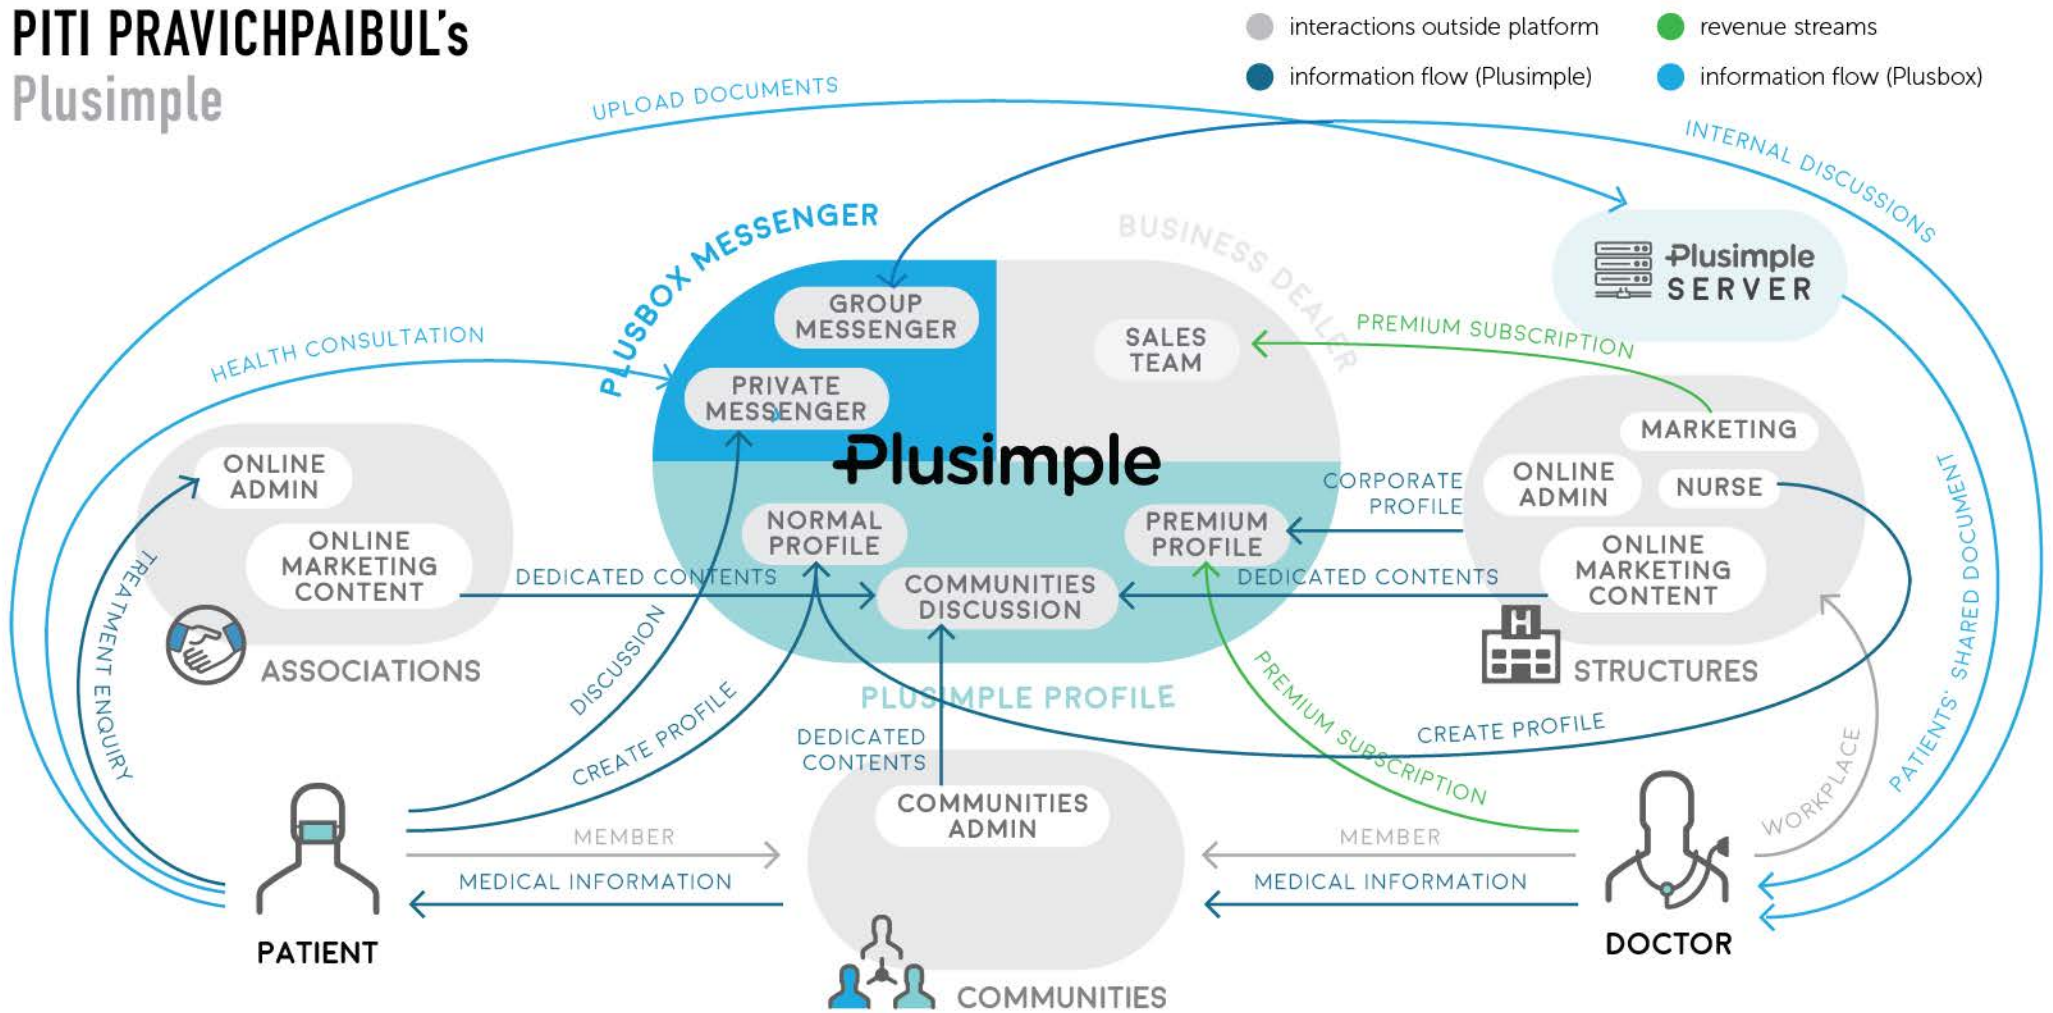 PITI PRAVICHPAIBUL's
Plusimple
interactions outside platform
revenue streams
information flow (Plusimple)
information flow (Plusbox)
UPLOAD DOCUMENTS
INTERNAL DISCUSSIONS
PLUSBOX MESSENGER
BUSINESS DEALER
Plusimple
SERVER
GROUP
MESSENGER
SALES
TEAM
PREMIUM SUBSCRIPTION
HEALTH CONSULTATION
PRIVATE
MESSENGER
MARKETING
ONLINE
ADMIN
Plusimple
CORPORATE
PROFILE
ONLINE
ADMIN
NURSE
PATIENTS' SHARED DOCUMENT
ONLINE
MARKETING
CONTENT
NORMAL
PROFILE
PREMIUM
PROFILE
ONLINE
MARKETING
CONTENT
DEDICATED CONTENTS
COMMUNITIES
DISCUSSION
DEDICATED CONTENTS
TREATMENT ENQUIRY
ASSOCIATIONS
DISCUSSION
STRUCTURES
PLUSIMPLE PROFILE
PREMIUM SUBSCRIPTION
CREATE PROFILE
CREATE PROFILE
DEDICATED
CONTENTS
WORKPLACE
COMMUNITIES
ADMIN
MEMBER
MEMBER
MEDICAL INFORMATION
MEDICAL INFORMATION
H
PATIENT
DOCTOR
COMMUNITIES